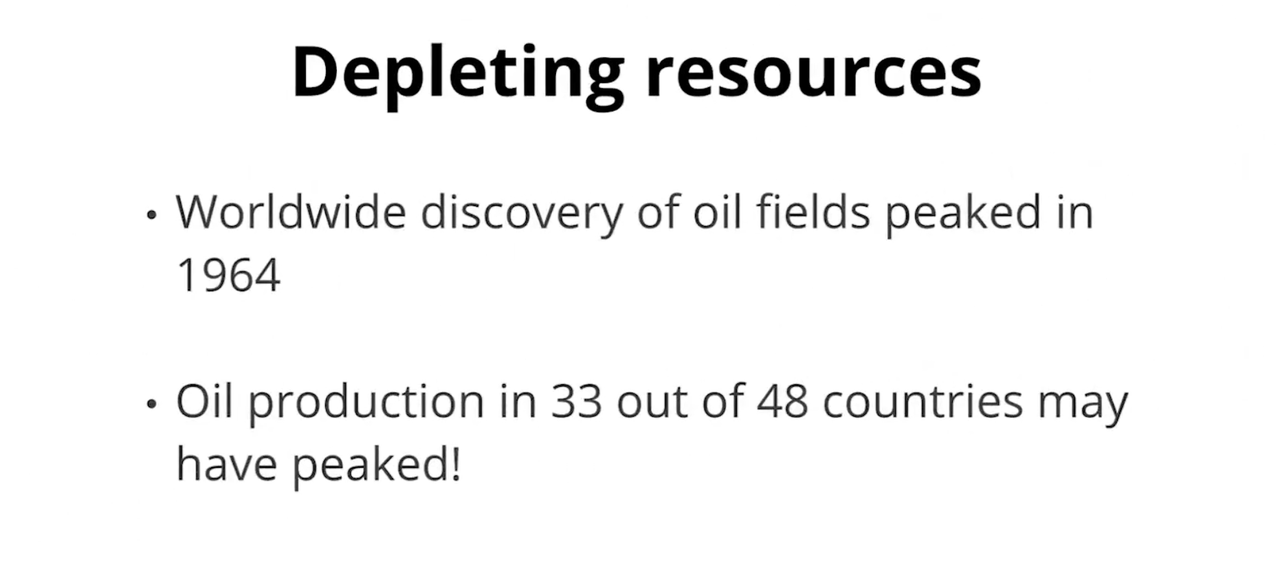 Depleting resources
• Worldwide discovery of oil fields peaked in
1964
• Oil production in 33 out of 48 countries may
have peaked!